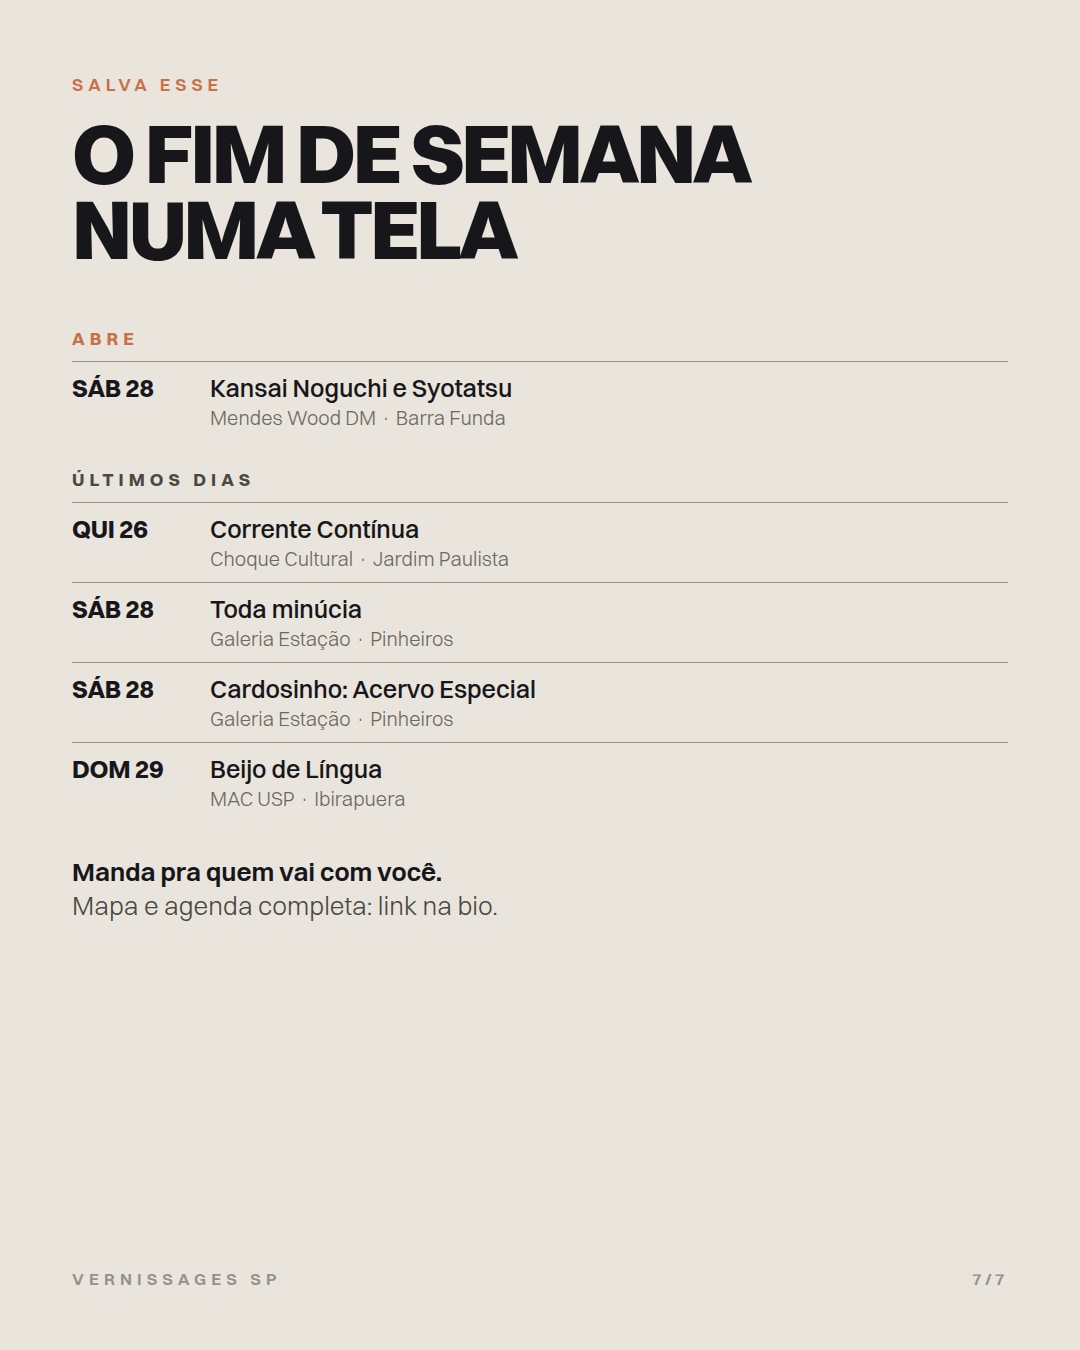 SALVA ESSE
O FIM DE SEMANA
NUMA TELA
ABRE
SÁB 28 Kansai Noguchi e Syotatsu
Mendes Wood DM · Barra Funda
ÚLTIMOS DIAS
QUI 26 Corrente Contínua
Choque Cultural · Jardim Paulista
SÁB 28 Toda minúcia
Galeria Estação · Pinheiros
SÁB 28 Cardosinho: Acervo Especial
Galeria Estação · Pinheiros
DOM 29 Beijo de Língua
MAC USP · Ibirapuera
Manda pra quem vai com você.
Mapa e agenda completa: link na bio.
VERNISSAGES SP 7/7